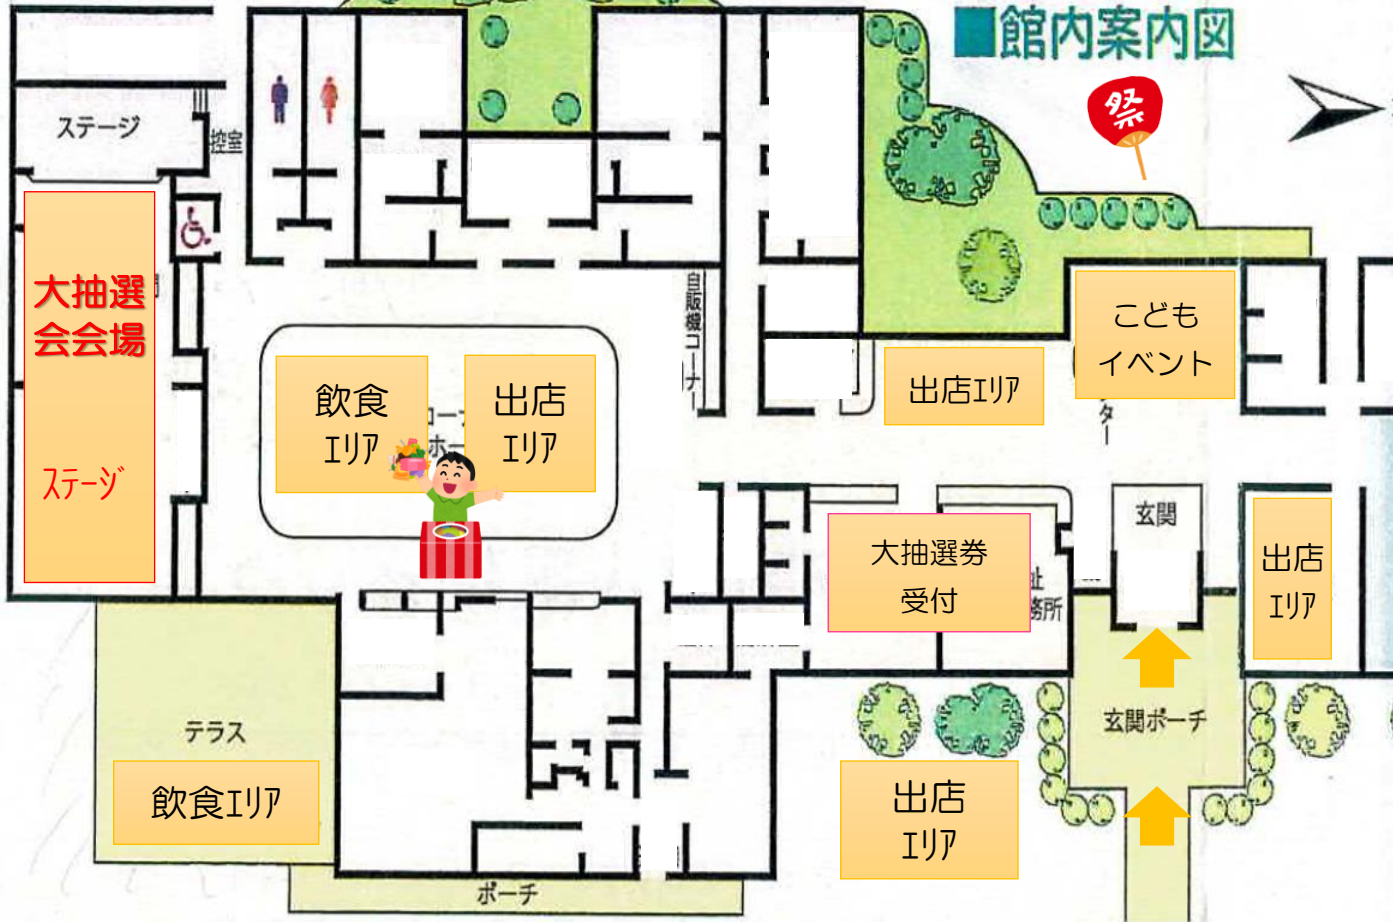 ■館内案内図
祭
ステージ
控室
大抽選
会会場
ステージ
自販機コーナー
飲食
エリア
出店
エリア
出店エリア
こども
イベント
ター
玄関
大抽選券
受付
務所
出店
エリア
テラス
飲食エリア
玄関ポーチ
出店
エリア
ポーチ